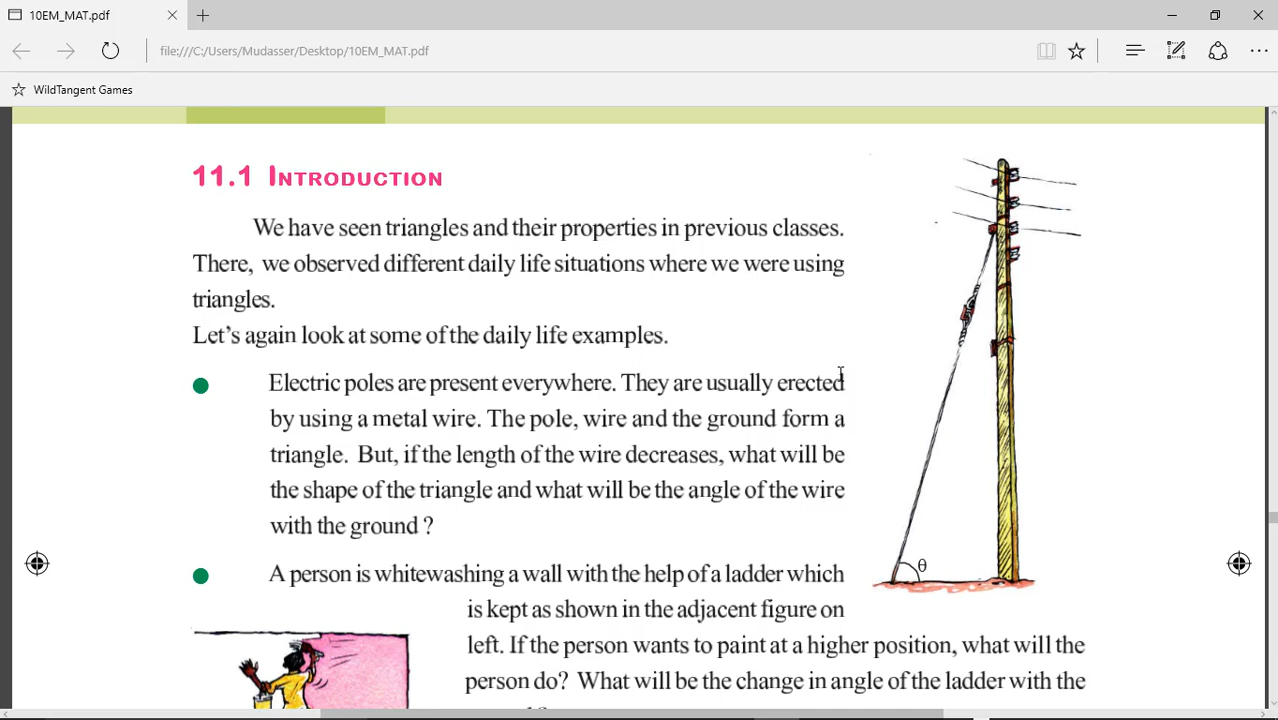 10EM_MAT.pdf
file:///C:/Users/Mudasser/Desktop/10EM_MAT.pdf
WildTangent Games
11.1 INTRODUCTION
We have seen triangles and their properties in previous classes.
There, we observed different daily life situations where we were using
triangles.
Let's again look at some of the daily life examples.
Electric poles are present everywhere. They are usually erected
by using a metal wire. The pole, wire and the ground form a
triangle. But, if the length of the wire decreases, what will be
the shape of the triangle and what will be the angle of the wire
with the ground ?
θ
A person is whitewashing a wall with the help of a ladder which
is kept as shown in the adjacent figure on
left. If the person wants to paint at a higher position, what will the
person do? What will be the change in angle of the ladder with the